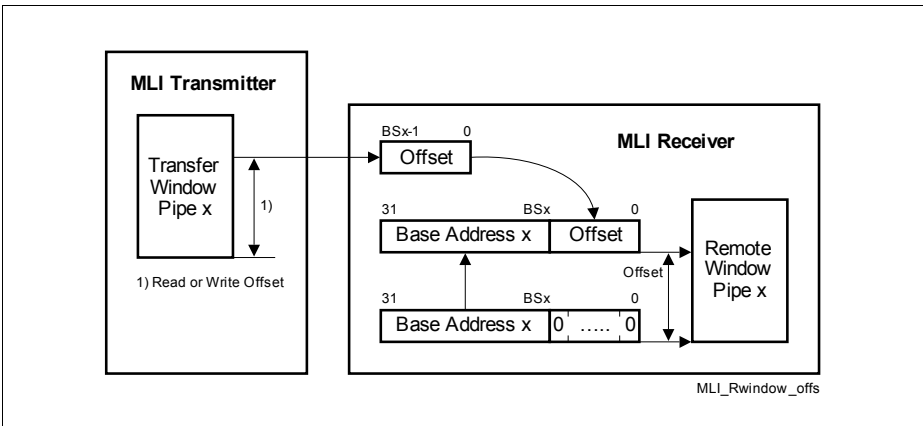 MLI Transmitter
Transfer
Window
Pipe x
1)
1) Read or Write Offset
MLI Receiver
BSx-1 0
Offset
31 BSx 0
Base Address x Offset
Offset
31 BSx 0
Base Address x 0 ..... 0
Remote
Window
Pipe x
MLI_Rwindow_offs